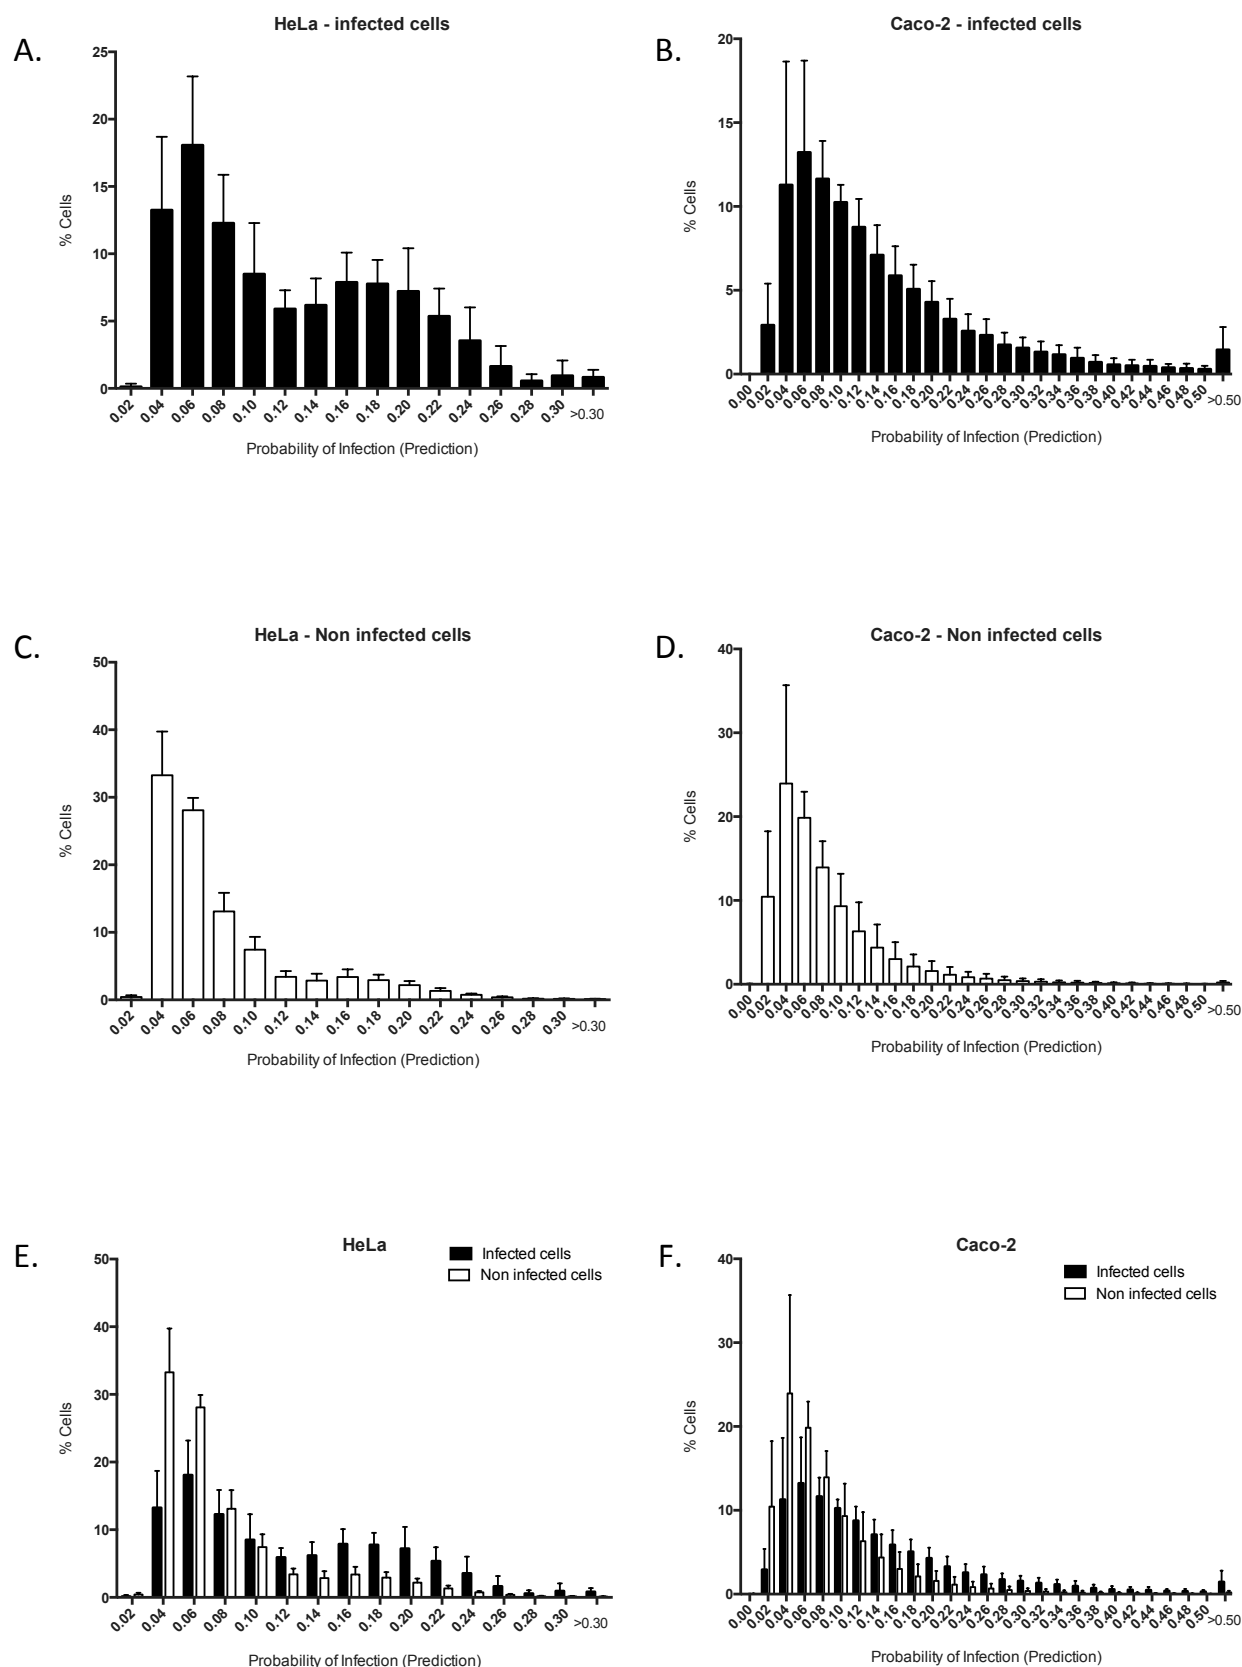 A.
HeLa - infected cells
25
20
15
10
5
0
% Cells
0.02 0.04 0.06 0.08 0.10 0.12 0.14 0.16 0.18 0.20 0.22 0.24 0.26 0.28 0.30 >0.30
Probability of Infection (Prediction)
B.
Caco-2 - infected cells
20
15
10
5
0
% Cells
0.00 0.02 0.04 0.06 0.08 0.10 0.12 0.14 0.16 0.18 0.20 0.22 0.24 0.26 0.28 0.30 0.32 0.34 0.36 0.38 0.40 0.42 0.44 0.46 0.48 0.50 >0.50
Probability of Infection (Prediction)
C.
HeLa - Non infected cells
50
40
30
20
10
0
% Cells
0.02 0.04 0.06 0.08 0.10 0.12 0.14 0.16 0.18 0.20 0.22 0.24 0.26 0.28 0.30 >0.30
Probability of Infection (Prediction)
D.
Caco-2 - Non infected cells
40
30
20
10
0
% Cells
0.00 0.02 0.04 0.06 0.08 0.10 0.12 0.14 0.16 0.18 0.20 0.22 0.24 0.26 0.28 0.30 0.32 0.34 0.36 0.38 0.40 0.42 0.44 0.46 0.48 0.50 >0.50
Probability of Infection (Prediction)
E.
HeLa
Infected cells
Non infected cells
50
40
30
20
10
0
% Cells
0.02 0.04 0.06 0.08 0.10 0.12 0.14 0.16 0.18 0.20 0.22 0.24 0.26 0.28 0.30 >0.30
Probability of Infection (Prediction)
F.
Caco-2
Infected cells
Non infected cells
40
30
20
10
0
% Cells
0.00 0.02 0.04 0.06 0.08 0.10 0.12 0.14 0.16 0.18 0.20 0.22 0.24 0.26 0.28 0.30 0.32 0.34 0.36 0.38 0.40 0.42 0.44 0.46 0.48 0.50 >0.50
Probability of Infection (Prediction)